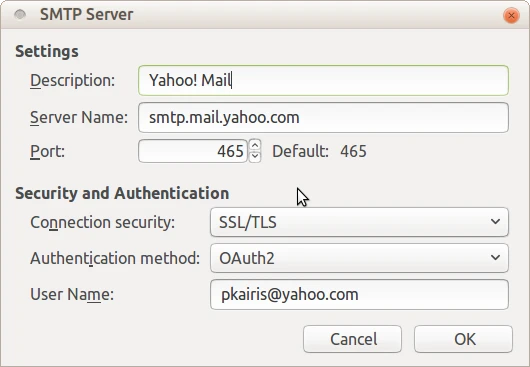 SMTP Server
Settings
Description: Yahoo! Mail
Server Name: smtp.mail.yahoo.com
Port: 465 Default: 465
Security and Authentication
Connection security: SSL/TLS
Authentication method: OAuth2
User Name: pkairis@yahoo.com
Cancel OK